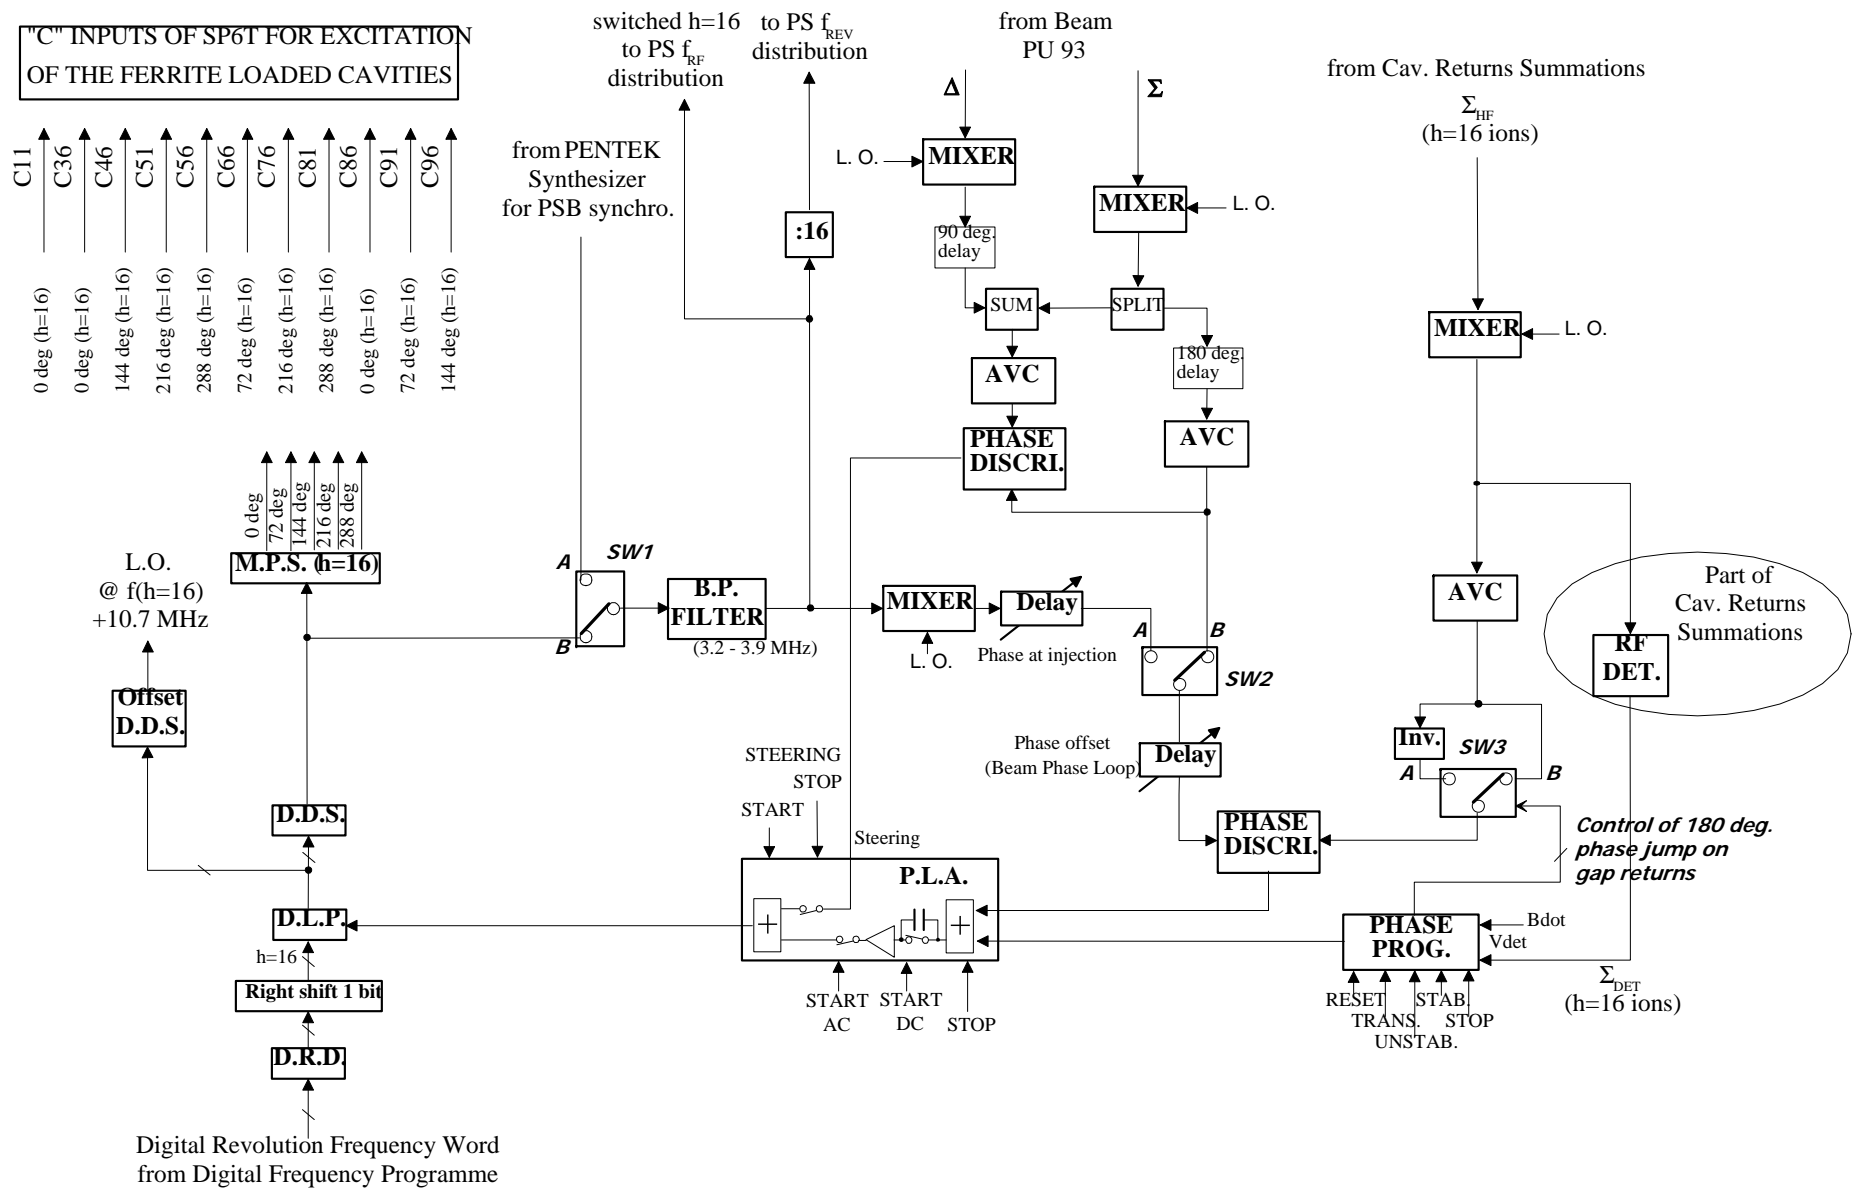 "C" INPUTS OF SP6T FOR EXCITATION
OF THE FERRITE LOADED CAVITIES
C11
C36
C46
C51
C56
C66
C76
C81
C86
C91
C96
0 deg (h=16)
0 deg (h=16)
144 deg (h=16)
216 deg (h=16)
288 deg (h=16)
72 deg (h=16)
216 deg (h=16)
288 deg (h=16)
0 deg (h=16)
72 deg (h=16)
144 deg (h=16)
switched h=16
to PS fRF
distribution
to PS fREV
distribution
from Beam
PU 93
from Cav. Returns Summations
ΣHF
(h=16 ions)
Δ
Σ
from PENTEK
Synthesizer
for PSB synchro.
L. O.
MIXER
MIXER
L. O.
:16
90 deg.
delay
SUM
SPLIT
MIXER
L. O.
AVC
180 deg.
delay
PHASE
DISCRI.
AVC
0 deg
72 deg
144 deg
216 deg
288 deg
M.P.S. (h=16)
L.O.
@ f(h=16)
+10.7 MHz
A
SW1
B
B.P.
FILTER
(3.2 - 3.9 MHz)
MIXER
L. O.
Delay
Phase at injection
A
B
SW2
AVC
Part of
Cav. Returns
Summations
RF
DET.
Offset
D.D.S.
Inv.
SW3
A
B
Phase offset
(Beam Phase Loop)
Delay
STEERING
STOP
START
Steering
D.D.S.
PHASE
DISCRI.
Control of 180 deg.
phase jump on
gap returns
P.L.A.
+
+
D.L.P.
h=16
PHASE
PROG.
Bdot
Vdet
ΣDET
(h=16 ions)
Right shift 1 bit
START
AC
START
DC
STOP
RESET
STAB.
TRANS.
STOP
UNSTAB.
D.R.D.
Digital Revolution Frequency Word
from Digital Frequency Programme